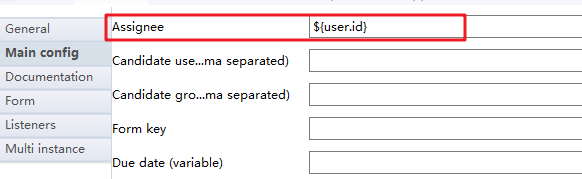 General
Main config
Documentation
Form
Listeners
Multi instance
Assignee ${user.id}
Candidate use...ma separated)
Candidate gro...ma separated)
Form key
Due date (variable)